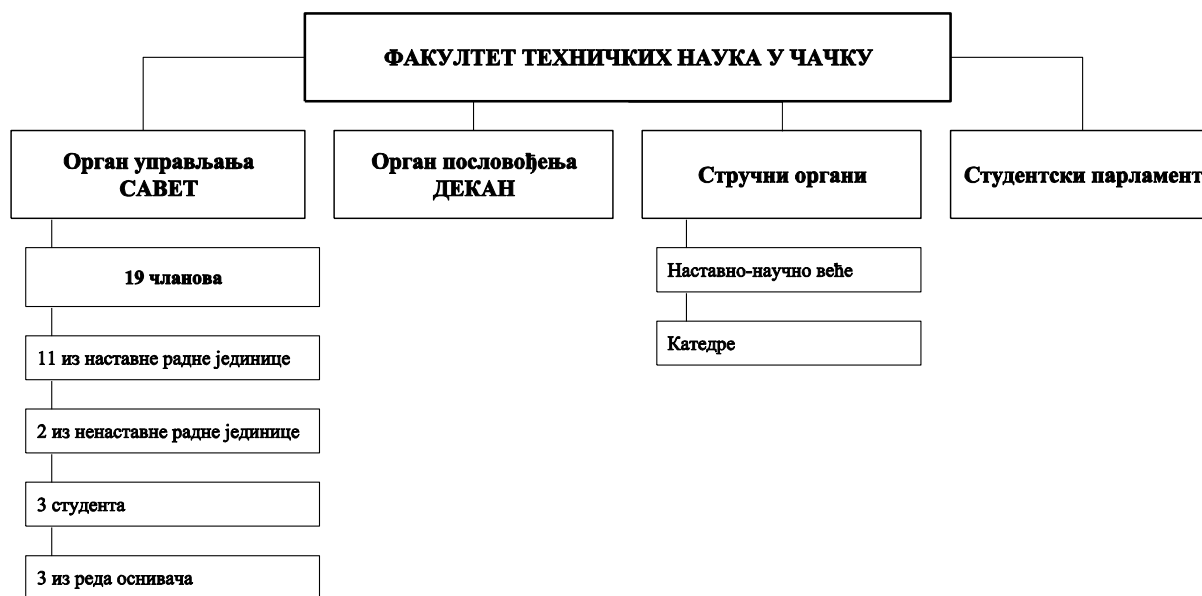 ФАКУЛТЕТ ТЕХНИЧКИХ НАУКА У ЧАЧКУ
Орган управљања
САВЕТ
Орган пословођења
ДЕКАН
Стручни органи
Студентски парламент
19 чланова
11 из наставне радне јединице
2 из ненаставне радне јединице
3 студента
3 из реда оснивача
Наставно-научно веће
Катедре